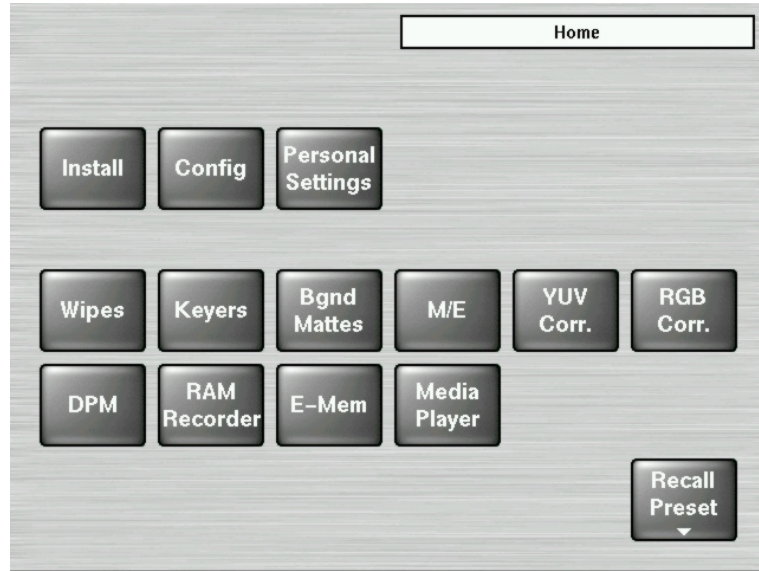 Home
Install
Config
Personal
Settings
Wipes
Keyers
Bgnd
Mattes
M/E
YUV
Corr.
RGB
Corr.
DPM
RAM
Recorder
E-Mem
Media
Player
Recall
Preset